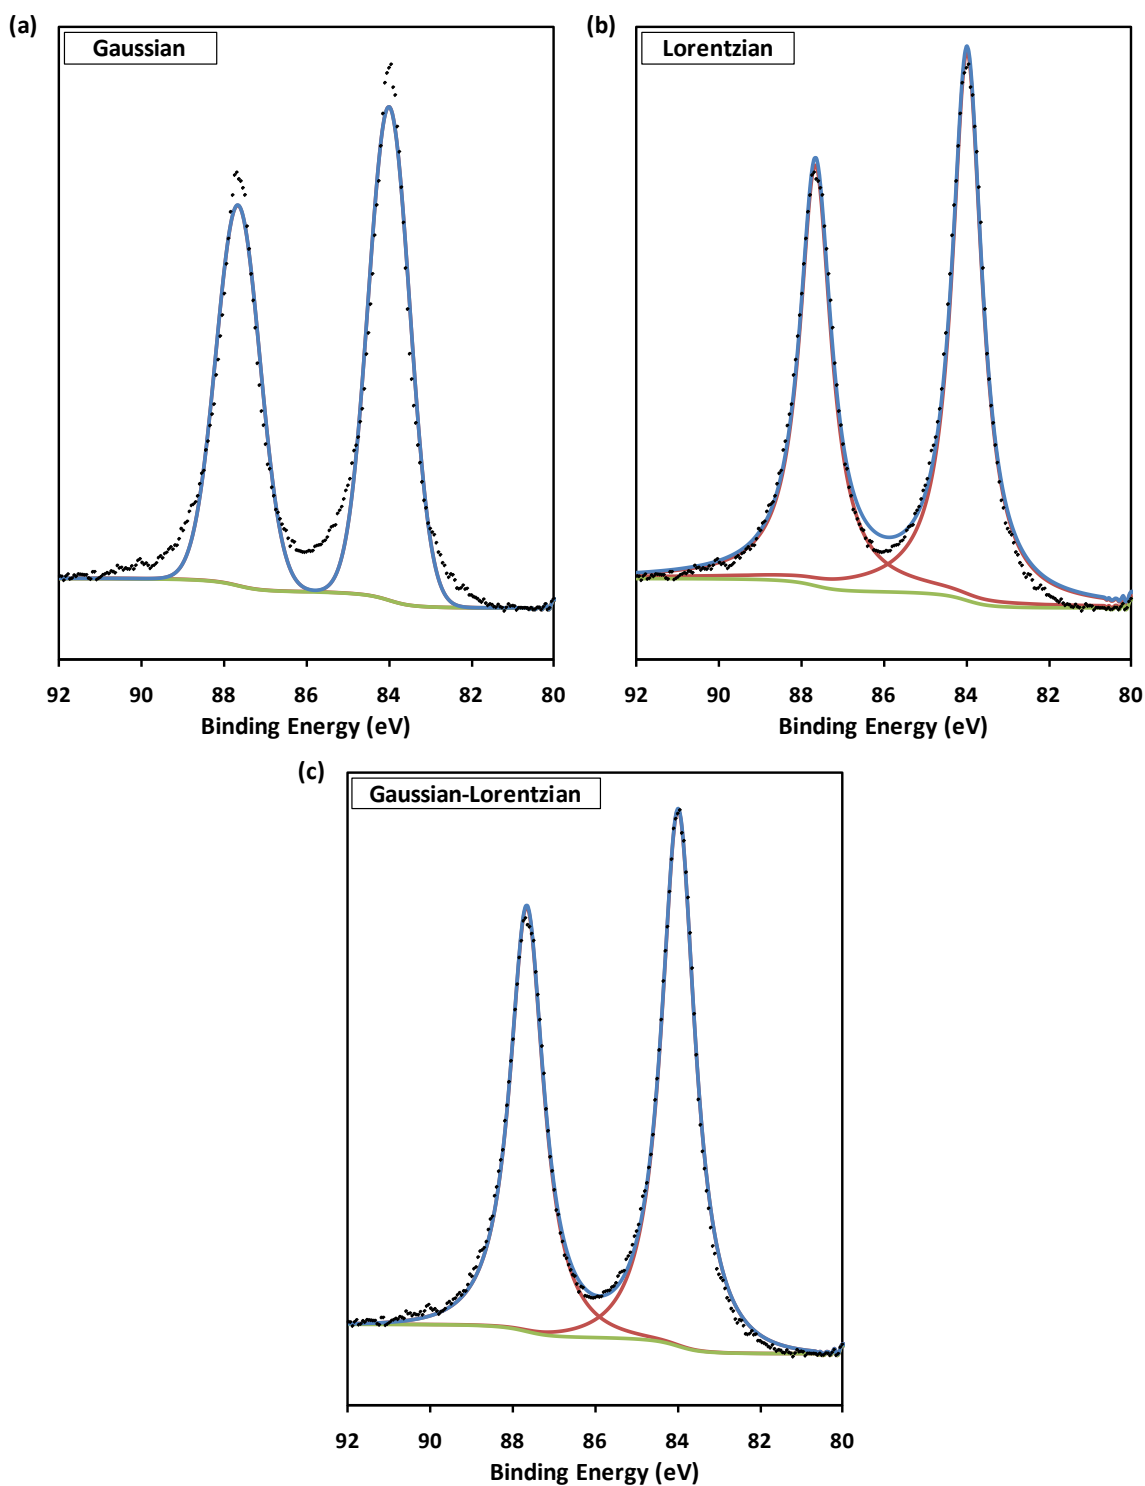 (a)
Gaussian
92 90 88 86 84 82 80
Binding Energy (eV)
(b)
Lorentzian
92 90 88 86 84 82 80
Binding Energy (eV)
(c)
Gaussian-Lorentzian
92 90 88 86 84 82 80
Binding Energy (eV)